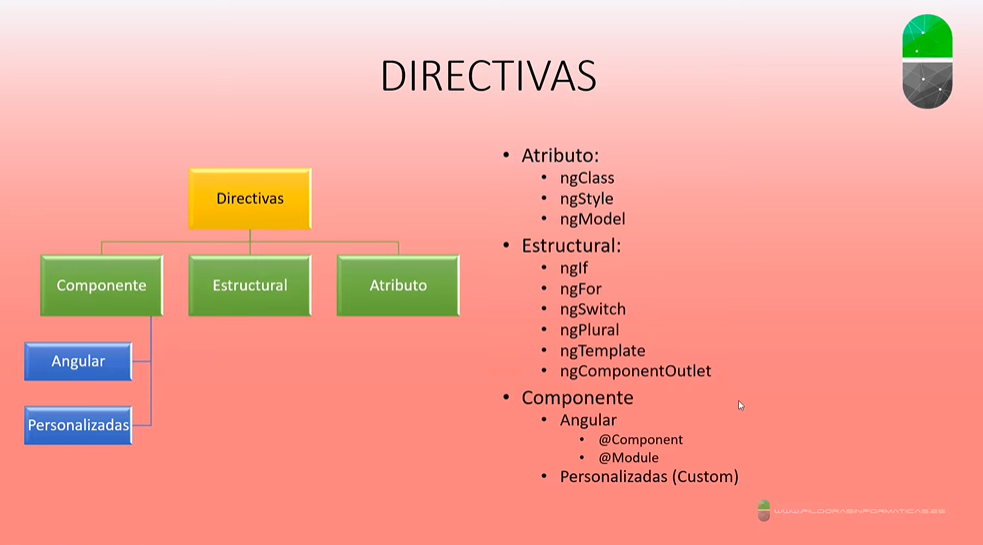 DIRECTIVAS
Directivas
Componente
Estructural
Atributo
Angular
Personalizadas
• Atributo:
• ngClass
• ngStyle
• ngModel
• Estructural:
• ngIf
• ngFor
• ngSwitch
• ngPlural
• ngTemplate
• ngComponentOutlet
• Componente
• Angular
• @Component
• @Module
• Personalizadas (Custom)
WWW.PILDORASINFORMATICAS.ES